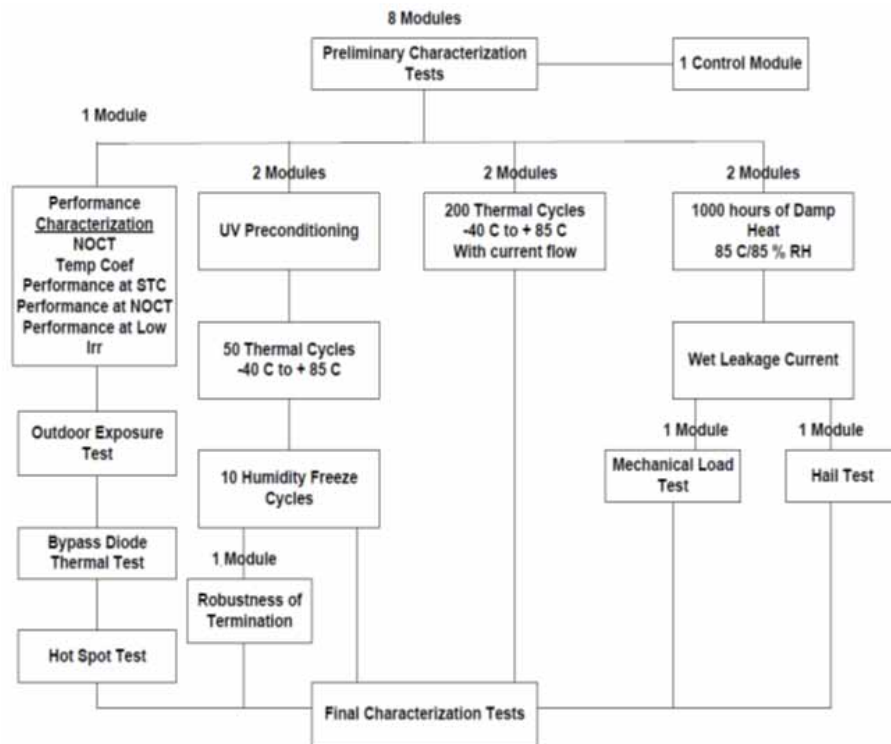 8 Modules
Preliminary Characterization
Tests
1 Control Module
1 Module
Performance
Characterization
NOCT
Temp Coef
Performance at STC
Performance at NOCT
Performance at Low
Irr
Outdoor Exposure
Test
Bypass Diode
Thermal Test
Hot Spot Test
2 Modules
UV Preconditioning
50 Thermal Cycles
-40 C to + 85 C
10 Humidity Freeze
Cycles
1 Module
Robustness of
Termination
2 Modules
200 Thermal Cycles
-40 C to + 85 C
With current flow
2 Modules
1000 hours of Damp
Heat
85 C/85 % RH
Wet Leakage Current
1 Module
Mechanical Load
Test
1 Module
Hail Test
Final Characterization Tests